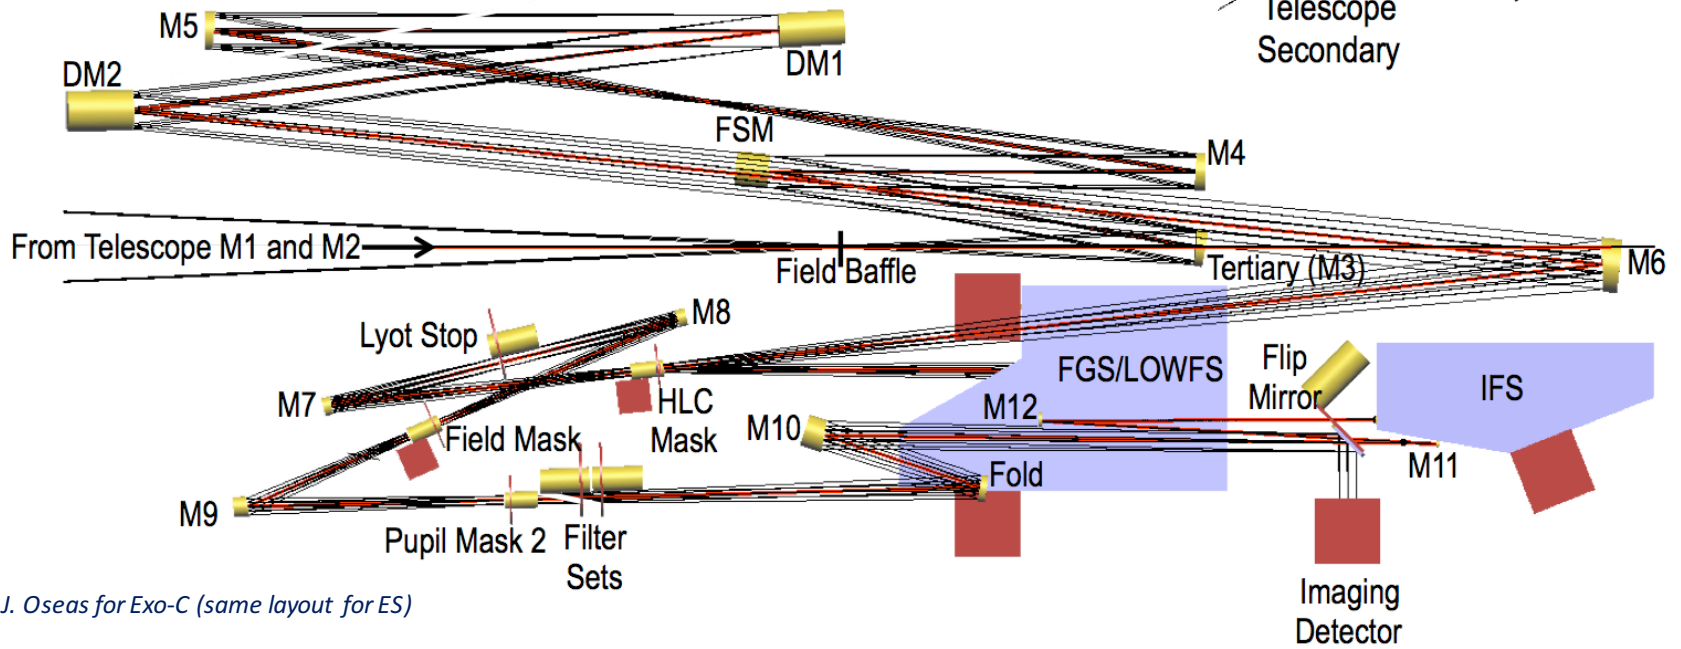 Telescope
Secondary
M5
DM1
DM2
FSM
M4
From Telescope M1 and M2
Field Baffle
Tertiary (M3)
M6
M8
Lyot Stop
M7
HLC
Mask
FGS/LOWFS
Flip
Mirror
IFS
M12
M10
Field Mask
M11
Fold
M9
Pupil Mask 2
Filter
Sets
Imaging
Detector
J. Oseas for Exo-C (same layout for ES)